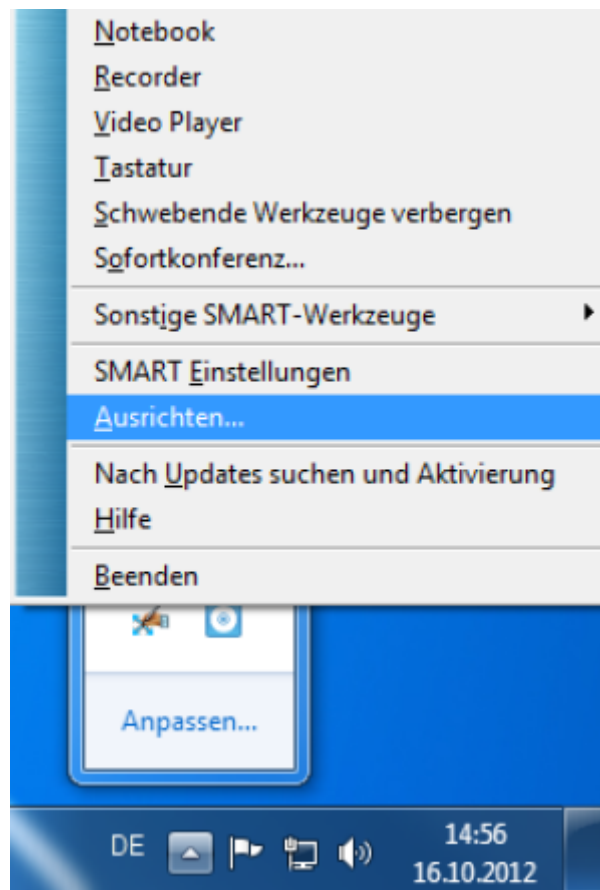 Notebook
Recorder
Video Player
Tastatur
Schwebende Werkzeuge verbergen
Sofortkonferenz...
Sonstige SMART-Werkzeuge
SMART Einstellungen
Ausrichten...
Nach Updates suchen und Aktivierung
Hilfe
Beenden
Anpassen...
DE
14:56
16.10.2012